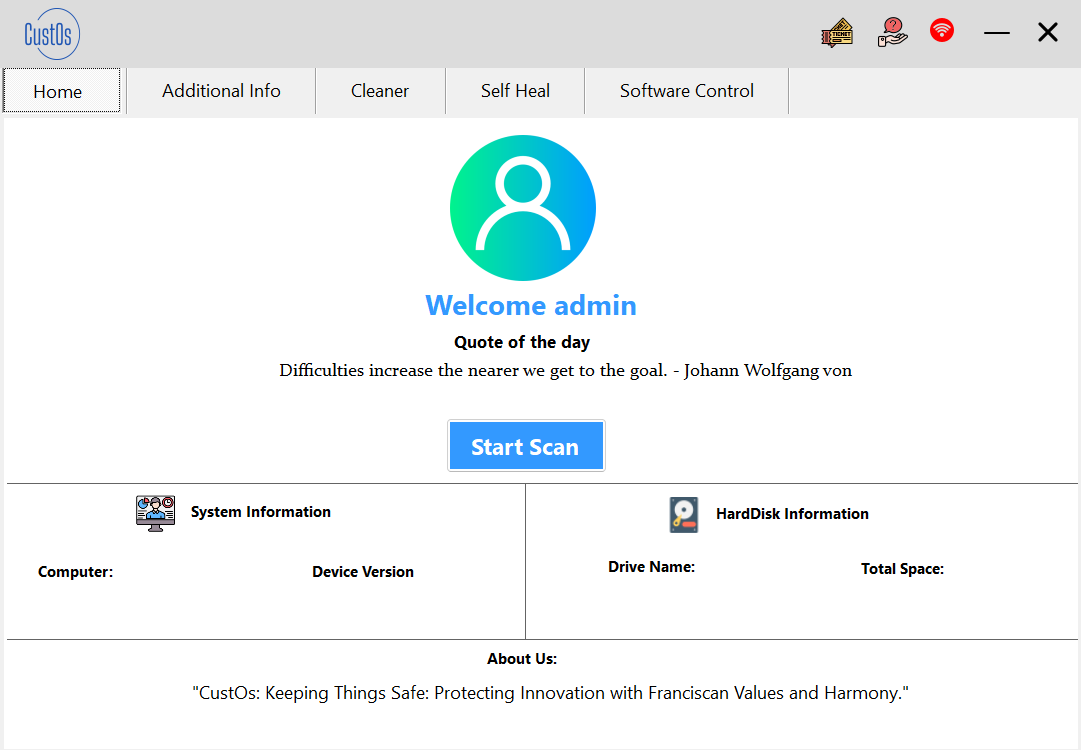 CustOs
TICKET
Home
Additional Info
Cleaner
Self Heal
Software Control
Welcome admin
Quote of the day
Difficulties increase the nearer we get to the goal. - Johann Wolfgang von
Start Scan
System Information
HardDisk Information
Computer:
Device Version
Drive Name:
Total Space:
About Us:
"CustOs: Keeping Things Safe: Protecting Innovation with Franciscan Values and Harmony."